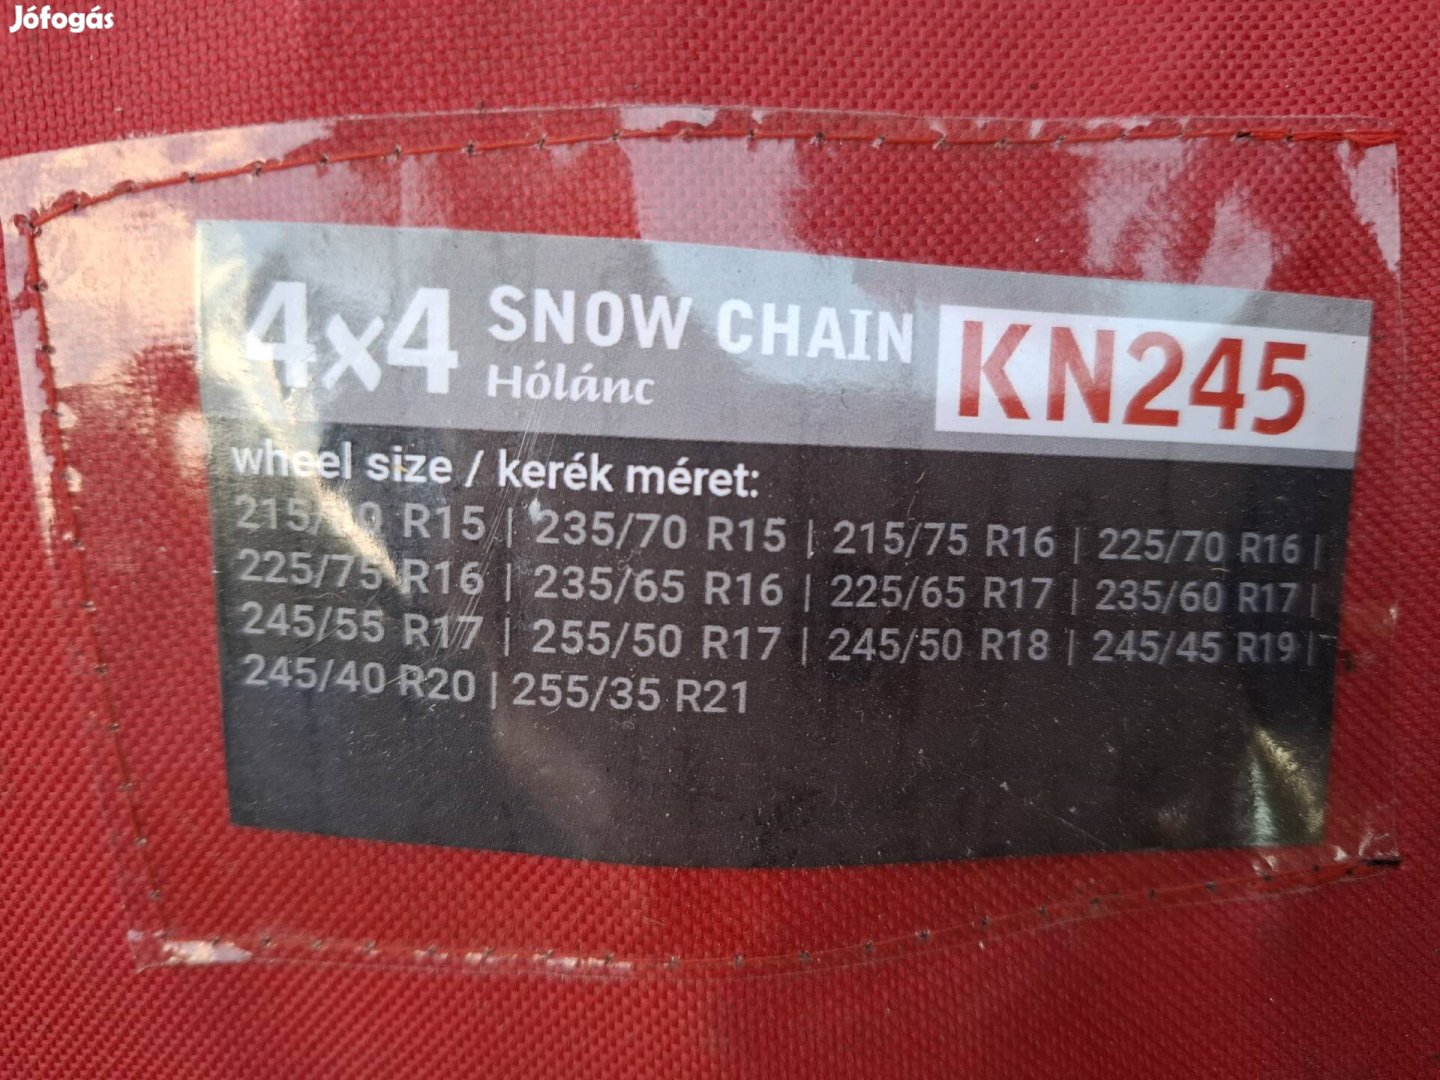 Jófogás
4x4 SNOW CHAIN KN245
Hólánc
wheel size / kerék méret:
R15 | 235/70 R15 | 215/75 R16 | 225/70 R16 |
225/75 R16 | 235/65 R16 | 225/65 R17 | 235/60 R17 |
245/55 R17 | 255/50 R17 | 245/50 R18 | 245/45 R19 |
245/40 R20 | 255/35 R21